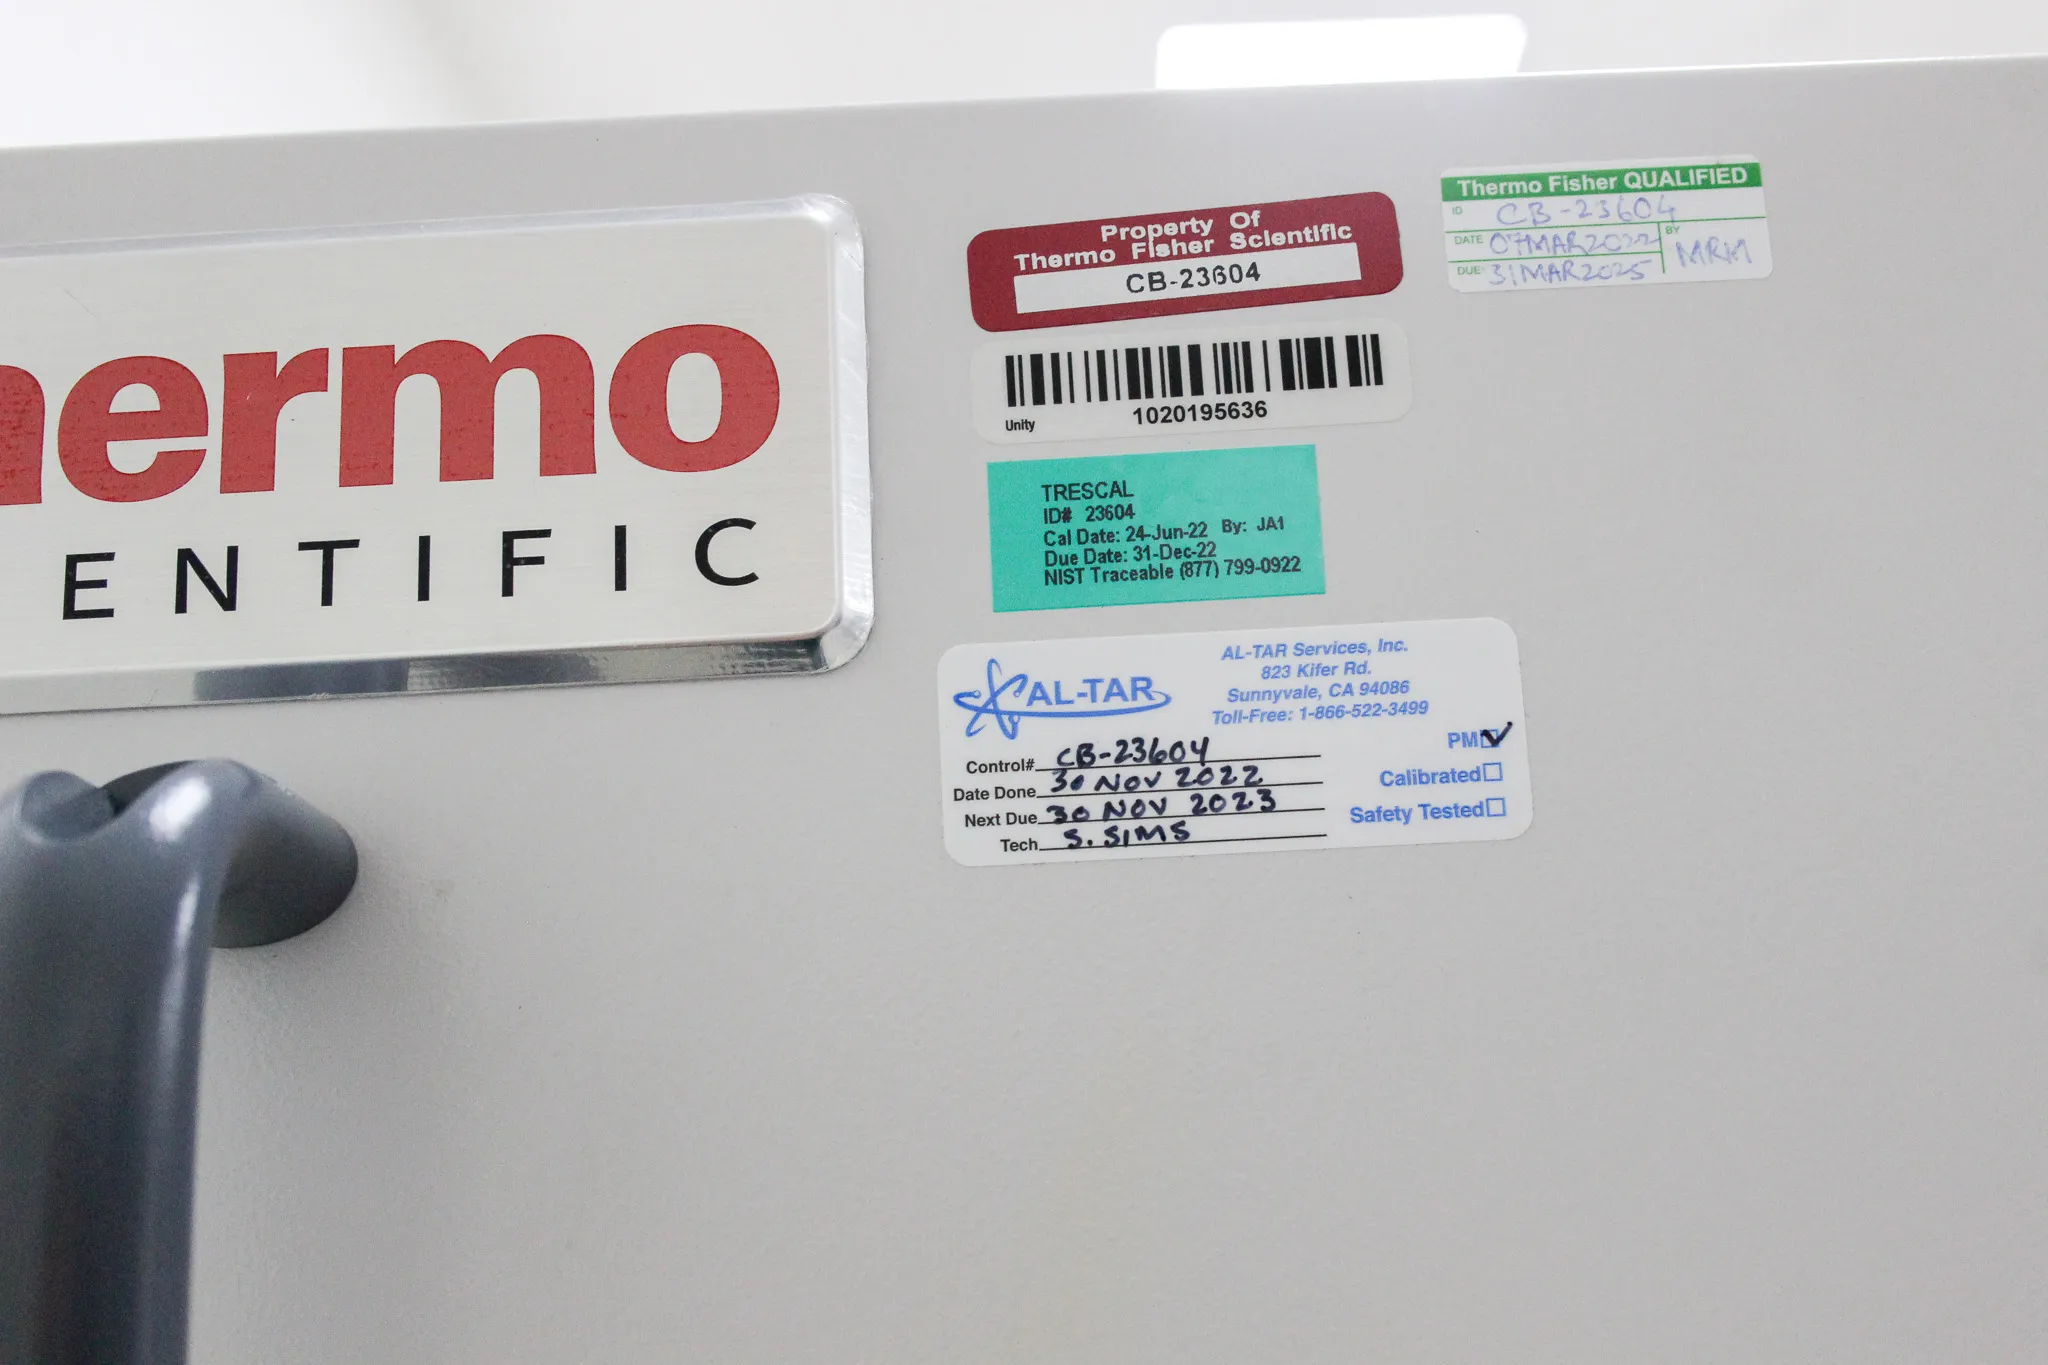 hermo
ENTIFIC
Property Of
Thermo Fisher Scientific
CB-23604
Thermo Fisher QUALIFIED
ID CB-23604
DATE 07MAR2022 BY MRM
DUE 31MAR2025
Unity 1020195636
TRESCAL
ID# 23604
Cal Date: 24-Jun-22 By: JA1
Due Date: 31-Dec-22
NIST Traceable (877) 799-0922
AL-TAR
AL-TAR Services, Inc.
823 Kifer Rd.
Sunnyvale, CA 94086
Toll-Free: 1-866-522-3499
Control# CB-23604
Date Done 30 NOV 2022
Next Due 30 NOV 2023
Tech S. SIMS
PM
Calibrated
Safety Tested